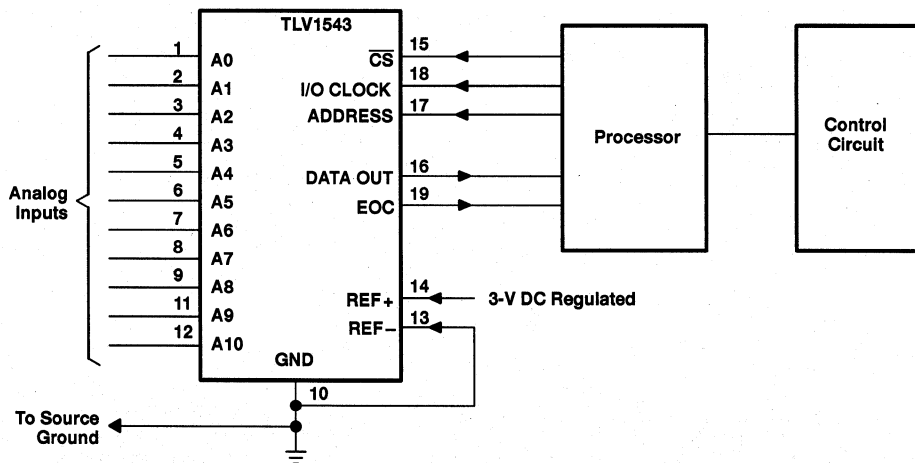 TLV1543
1 A0
2 A1
3 A2
4 A3
5 A4
6 A5
7 A6
8 A7
9 A8
11 A9
12 A10
Analog
Inputs
C̅S̅ 15
I/O CLOCK 18
ADDRESS 17
DATA OUT 16
EOC 19
REF+ 14
REF− 13
3-V DC Regulated
GND
10
To Source
Ground
Processor
Control
Circuit